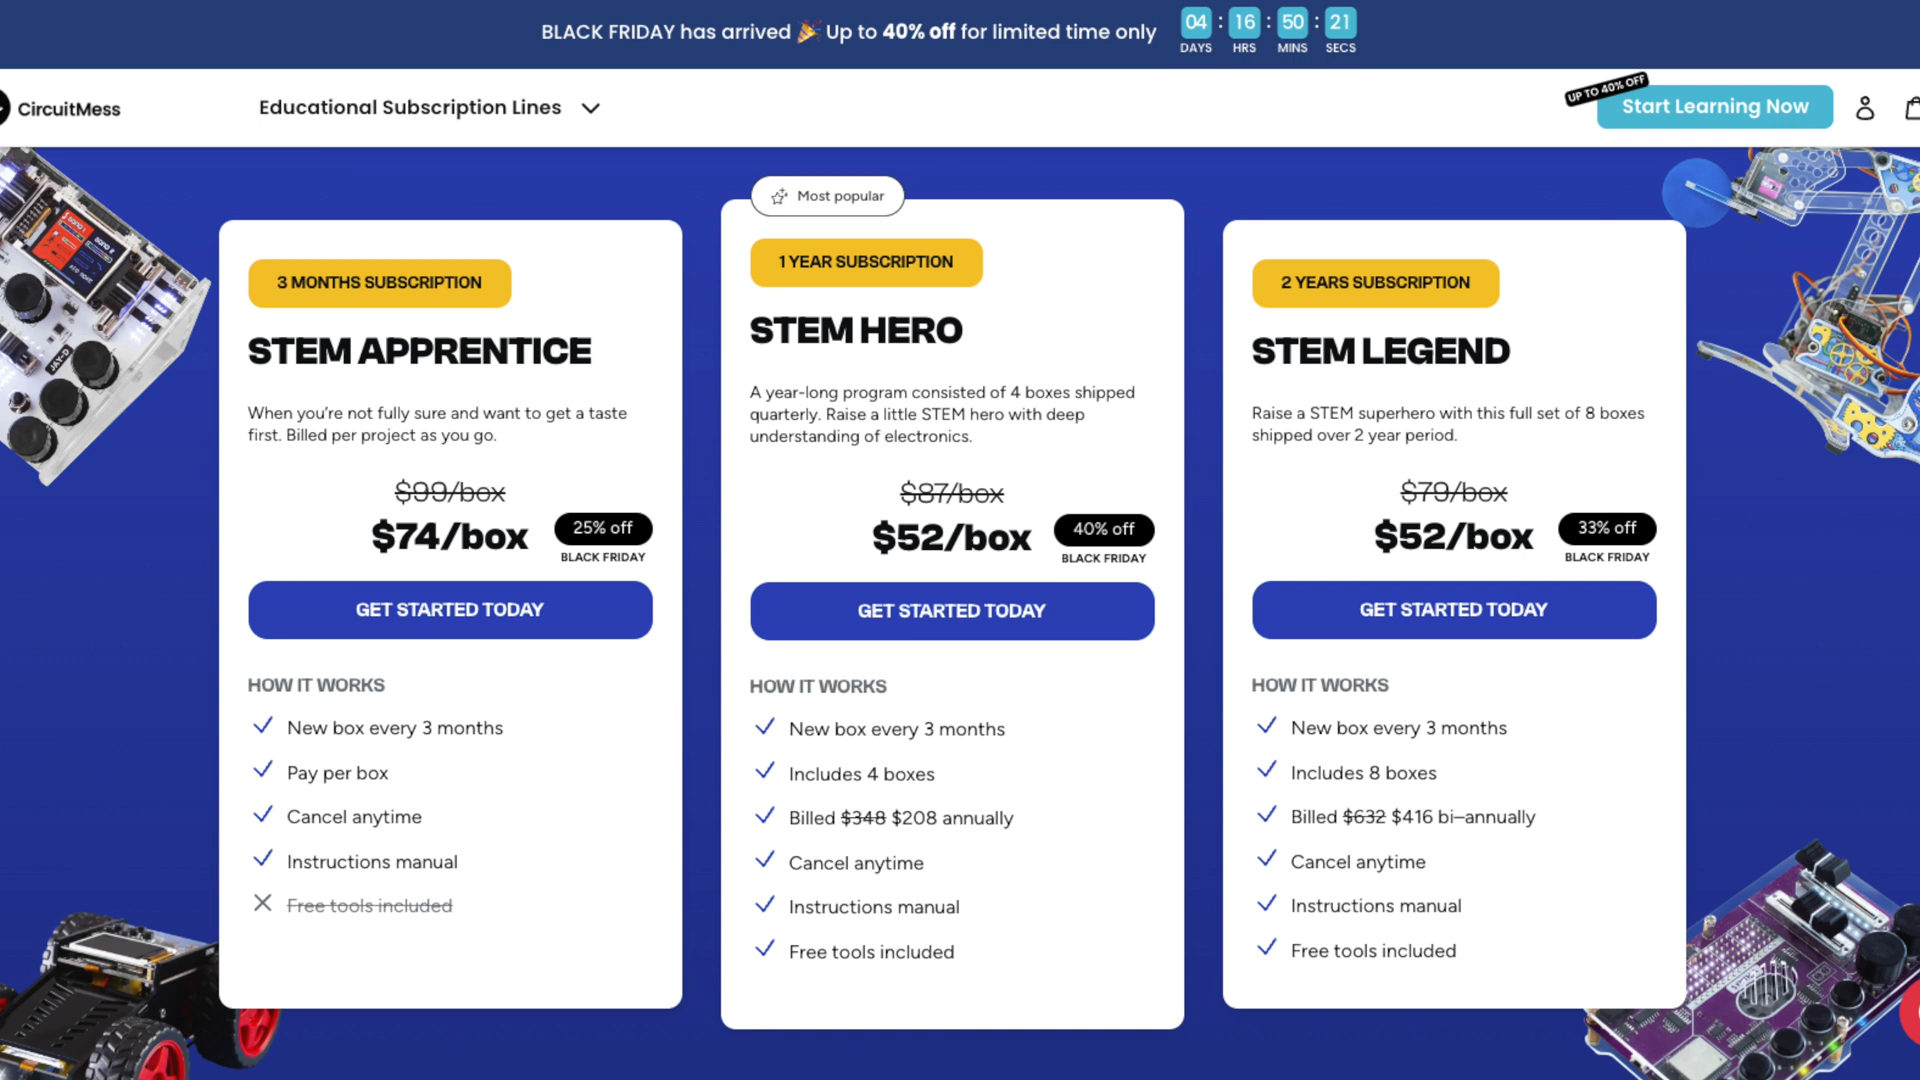 BLACK FRIDAY has arrived 🎉 Up to 40% off for limited time only
04 : 16 : 50 : 21
DAYS HRS MINS SECS
CircuitMess
Educational Subscription Lines
UP TO 40% OFF
Start Learning Now
3 MONTHS SUBSCRIPTION
STEM APPRENTICE
When you’re not fully sure and want to get a taste
first. Billed per project as you go.
$99/box
$74/box
25% off
BLACK FRIDAY
GET STARTED TODAY
HOW IT WORKS
New box every 3 months
Pay per box
Cancel anytime
Instructions manual
Free tools included
Most popular
1 YEAR SUBSCRIPTION
STEM HERO
A year-long program consisted of 4 boxes shipped
quarterly. Raise a little STEM hero with deep
understanding of electronics.
$87/box
$52/box
40% off
BLACK FRIDAY
GET STARTED TODAY
HOW IT WORKS
New box every 3 months
Includes 4 boxes
Billed $348 $208 annually
Cancel anytime
Instructions manual
Free tools included
2 YEARS SUBSCRIPTION
STEM LEGEND
Raise a STEM superhero with this full set of 8 boxes
shipped over 2 year period.
$79/box
$52/box
33% off
BLACK FRIDAY
GET STARTED TODAY
HOW IT WORKS
New box every 3 months
Includes 8 boxes
Billed $632 $416 bi–annually
Cancel anytime
Instructions manual
Free tools included
JAY-D